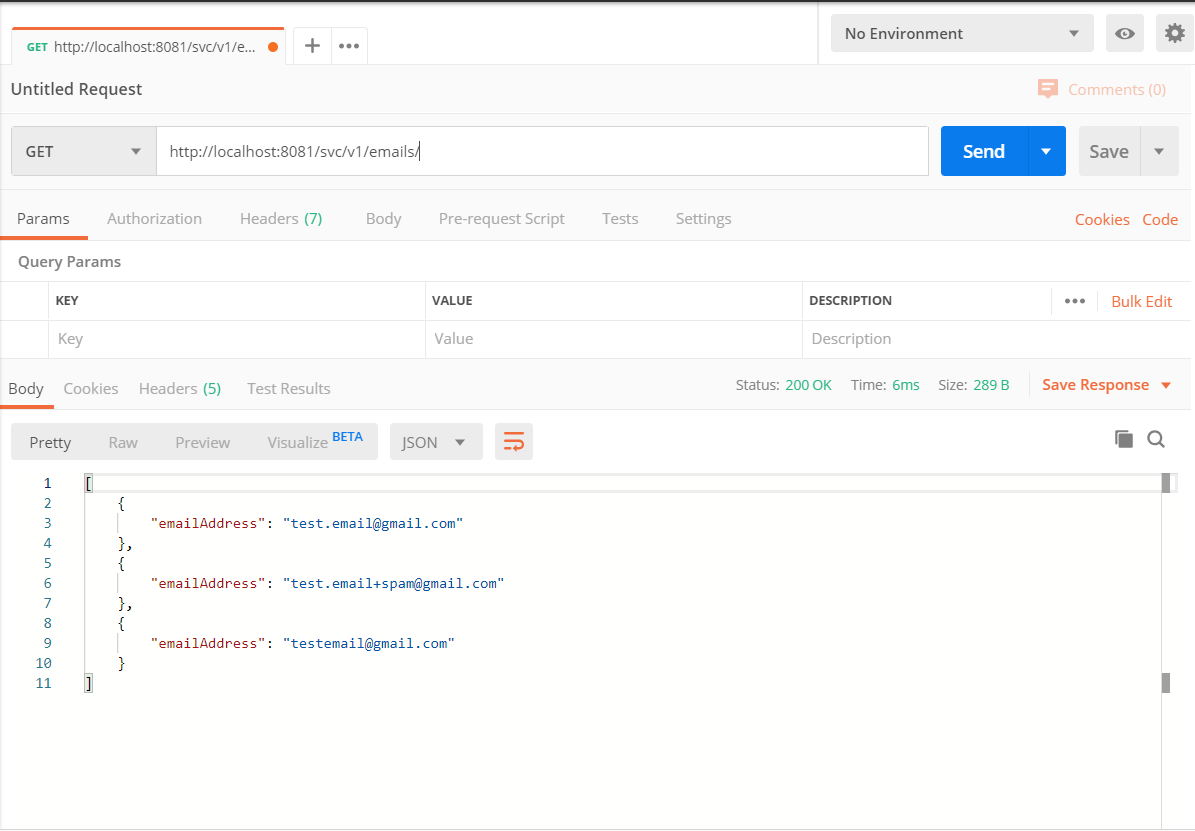 GET http://localhost:8081/svc/v1/e... + ••• No Environment
Untitled Request Comments (0)
GET http://localhost:8081/svc/v1/emails/ Send Save
Params Authorization Headers (7) Body Pre-request Script Tests Settings Cookies Code
Query Params
KEY VALUE DESCRIPTION ••• Bulk Edit
Key Value Description
Body Cookies Headers (5) Test Results Status: 200 OK Time: 6ms Size: 289 B Save Response
Pretty Raw Preview Visualize BETA JSON
1 [
2 {
3 "emailAddress": "test.email@gmail.com"
4 },
5 {
6 "emailAddress": "test.email+spam@gmail.com"
7 },
8 {
9 "emailAddress": "testemail@gmail.com"
10 }
11 ]